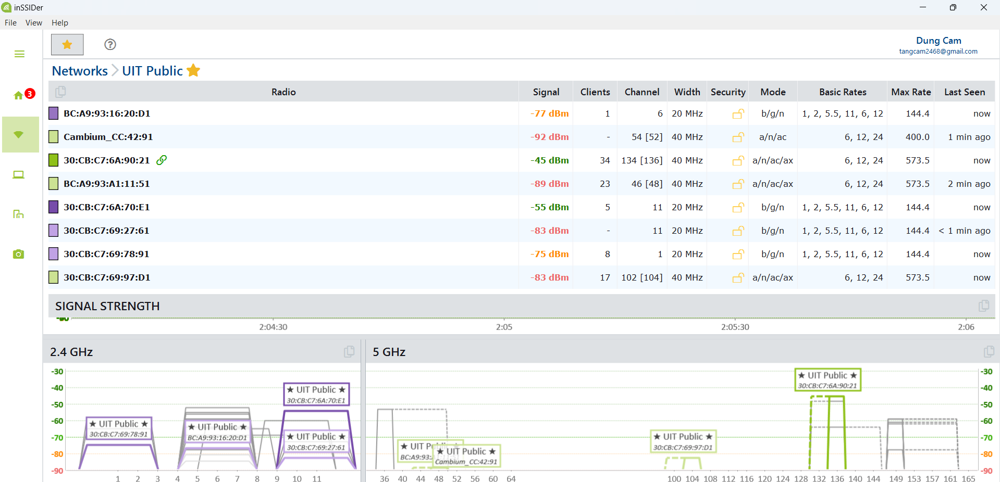 inSSIDer
File View Help
Dung Cam
tangcam2468@gmail.com
3
Networks UIT Public
Radio Signal Clients Channel Width Security Mode Basic Rates Max Rate Last Seen
BC:A9:93:16:20:D1 -77 dBm 1 6 20 MHz b/g/n 1, 2, 5.5, 11, 6, 12 144.4 now
Cambium_CC:42:91 -92 dBm - 54 [52] 40 MHz a/n/ac 6, 12, 24 400.0 1 min ago
30:CB:C7:6A:90:21 -45 dBm 34 134 [136] 40 MHz a/n/ac/ax 6, 12, 24 573.5 now
BC:A9:93:A1:11:51 -89 dBm 23 46 [48] 40 MHz a/n/ac/ax 6, 12, 24 573.5 2 min ago
30:CB:C7:6A:70:E1 -55 dBm 5 11 20 MHz b/g/n 1, 2, 5.5, 11, 6, 12 144.4 now
30:CB:C7:69:27:61 -83 dBm - 11 20 MHz b/g/n 1, 2, 5.5, 11, 6, 12 144.4 < 1 min ago
30:CB:C7:69:78:91 -75 dBm 8 1 20 MHz b/g/n 1, 2, 5.5, 11, 6, 12 144.4 now
30:CB:C7:69:97:D1 -83 dBm 17 102 [104] 40 MHz a/n/ac/ax 6, 12, 24 573.5 now
SIGNAL STRENGTH
2:04:30 2:05 2:05:30 2:06
2.4 GHz
-30
-40
-50
-60
-70
-80
-90
★ UIT Public ★
30:CB:C7:6A:70:E1
★ UIT Public ★
30:CB:C7:69:78:91
★ UIT Public ★
BC:A9:93:16:20:D1
★ UIT Public ★
30:CB:C7:69:27:61
1 2 3 4 5 6 7 8 9 10 11
5 GHz
★ UIT Public ★
30:CB:C7:6A:90:21
★ UIT Public ★
30:CB:C7:69:97:D1
★ UIT
BC:A9:93:
★ UIT Public ★
Cambium_CC:42:91
-30
-40
-50
-60
-70
-80
-90
36 40 44 48 52 56 60 64 100 104 108 112 116 120 124 128 132 136 140 144 149 153 157 161 165